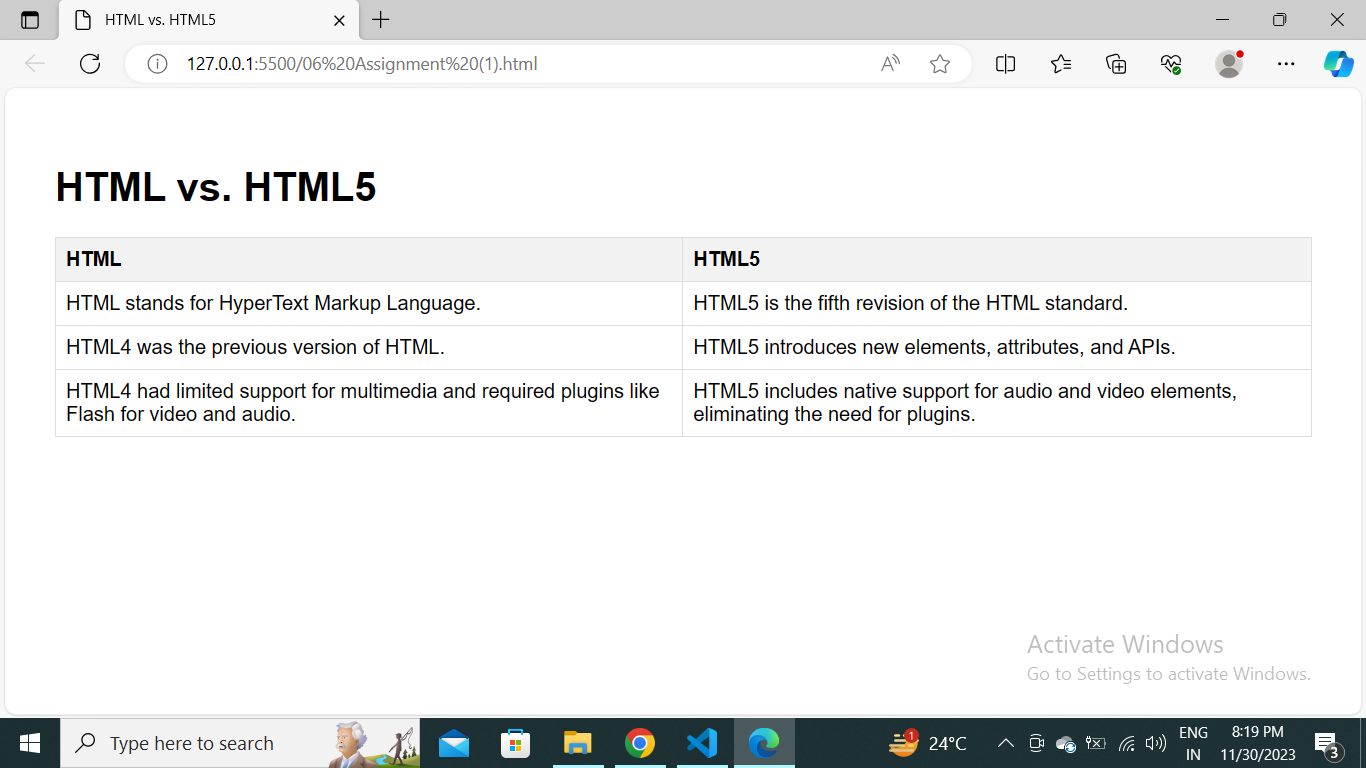 HTML vs. HTML5
127.0.0.1:5500/06%20Assignment%20(1).html
HTML vs. HTML5
HTML
HTML5
HTML stands for HyperText Markup Language.
HTML5 is the fifth revision of the HTML standard.
HTML4 was the previous version of HTML.
HTML5 introduces new elements, attributes, and APIs.
HTML4 had limited support for multimedia and required plugins like
Flash for video and audio.
HTML5 includes native support for audio and video elements,
eliminating the need for plugins.
Activate Windows
Go to Settings to activate Windows.
Type here to search
1
24°C
ENG
IN
8:19 PM
11/30/2023
3